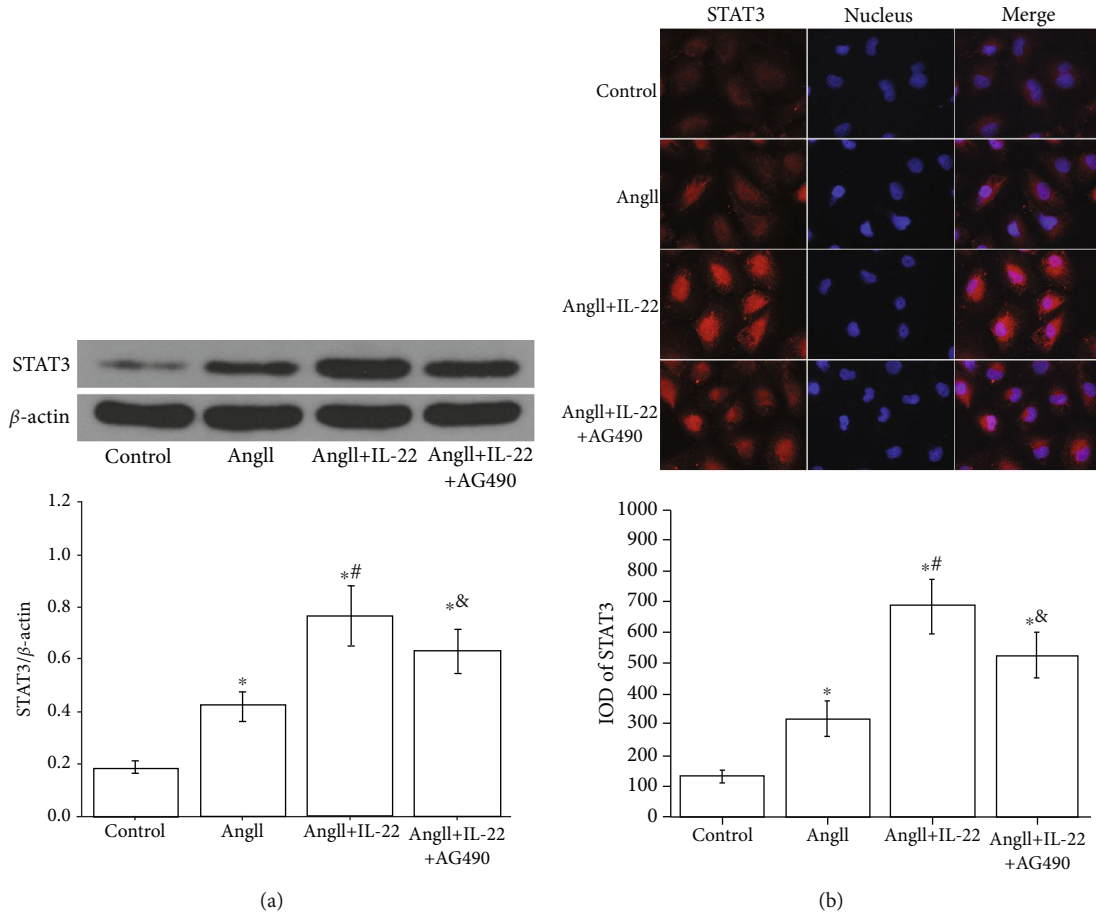 STAT3
β-actin
Control AngII AngII+IL-22 AngII+IL-22
+AG490
1.2
1.0
0.8
0.6
0.4
0.2
0.0
STAT3/β-actin
*
*#
*&
Control AngII AngII+IL-22 AngII+IL-22
+AG490
(a)
STAT3 Nucleus Merge
Control
AngII
AngII+IL-22
AngII+IL-22
+AG490
1000
900
800
700
600
500
400
300
200
100
0
IOD of STAT3
*
*#
*&
Control AngII AngII+IL-22 AngII+IL-22
+AG490
(b)